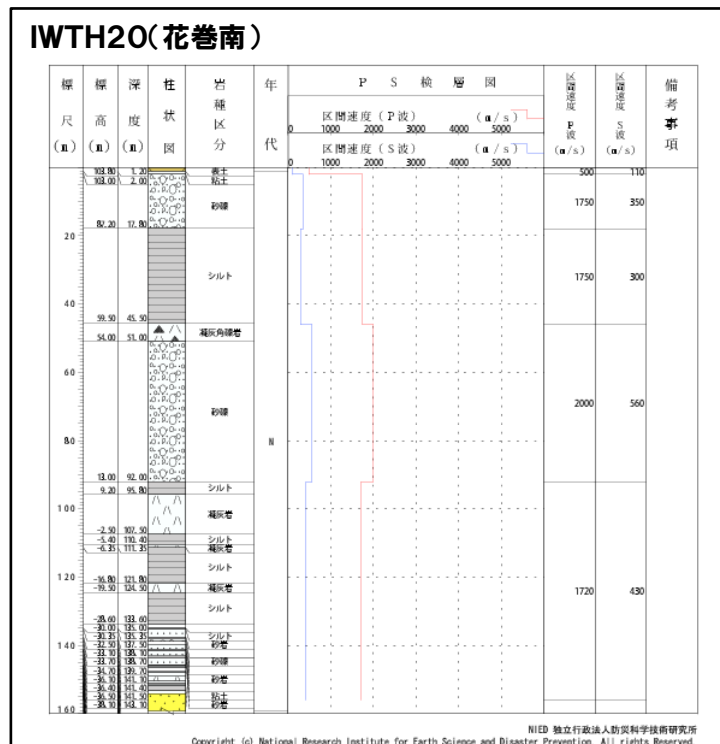 IWTH20(花巻南)
標尺(m) 標高(m) 深度(m) 柱状図 岩種区分 年代 PS検層図 区間速度 P波 (m/s) 区間速度 S波 (m/s) 備考事項
区間速度(P波) (m/s)
0 1000 2000 3000 4000 5000
区間速度(S波) (m/s)
0 1000 2000 3000 4000 5000
103.80 1.20 表土 500 110
103.00 2.00 粘土
砂礫 1750 350
82.20 17.80
20
シルト 1750 300
40
59.50 45.50
凝灰角礫岩
54.00 51.00
60
砂礫 2000 560
80 N
13.00 92.00
シルト
9.20 95.80
100 凝灰岩
-2.50 107.50
シルト
-5.40 110.40
凝灰岩
-6.35 111.35
シルト
120
-16.80 121.80
凝灰岩
-19.50 124.50 1720 430
シルト
-28.60 133.60
-30.00 135.00
-30.35 135.35 シルト
-32.50 137.50 砂岩
140
-33.10 138.10
-33.70 138.70 砂礫
-34.70 139.70
-36.10 141.10 砂岩
-36.40 141.40
-36.50 141.50 粘土
-38.10 143.10 砂岩
160
NIED 独立行政法人防災科学技術研究所
Copyright (c) National Research Institute for Earth Science and Disaster Prevention, All rights Reserved.